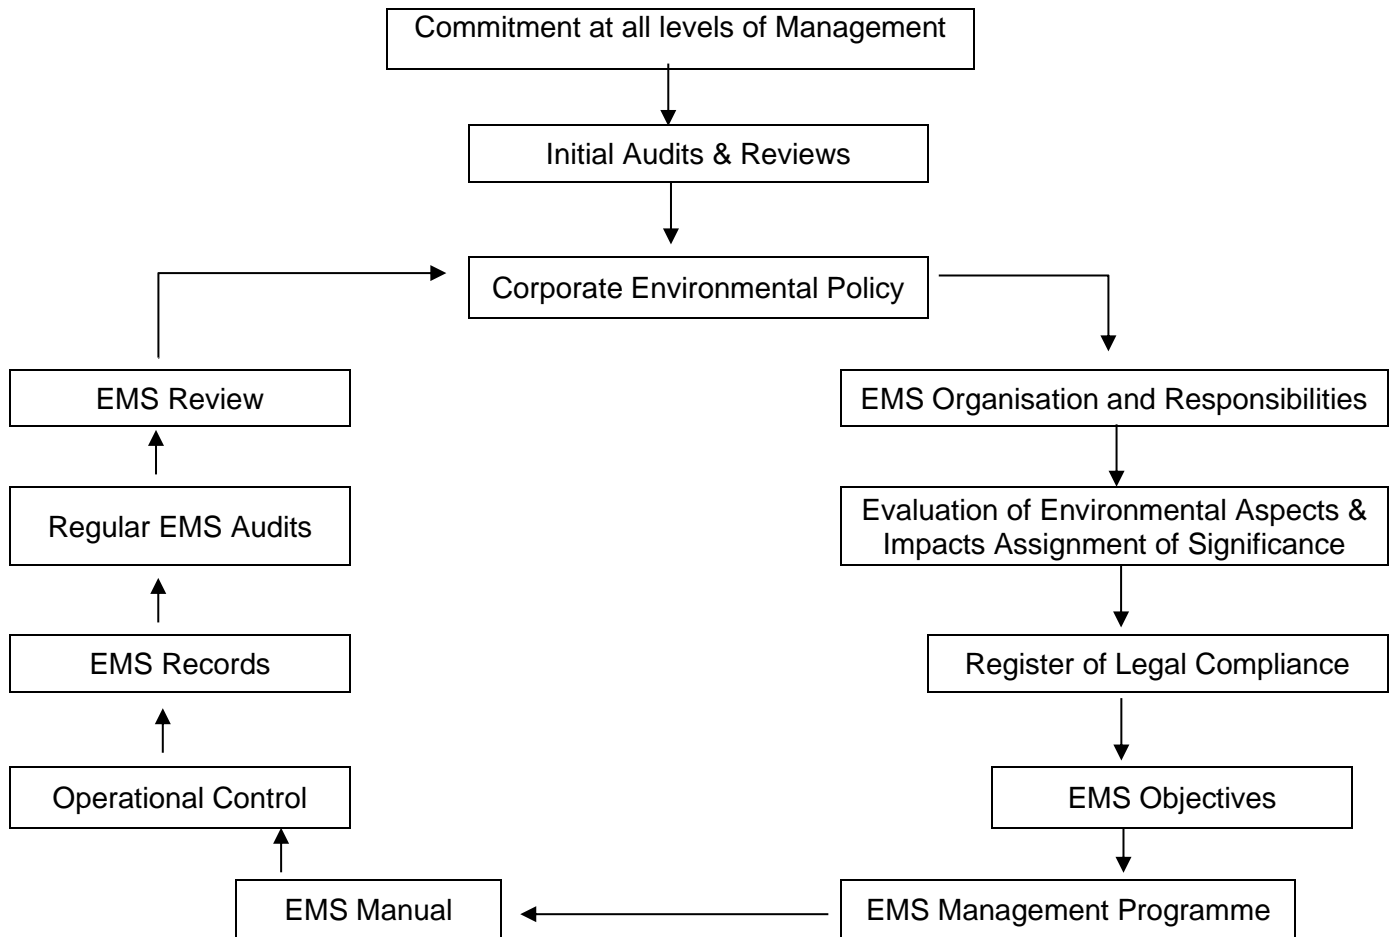 Commitment at all levels of Management
Initial Audits & Reviews
Corporate Environmental Policy
EMS Review
EMS Organisation and Responsibilities
Regular EMS Audits
Evaluation of Environmental Aspects &
Impacts Assignment of Significance
EMS Records
Register of Legal Compliance
Operational Control
EMS Objectives
EMS Manual
EMS Management Programme